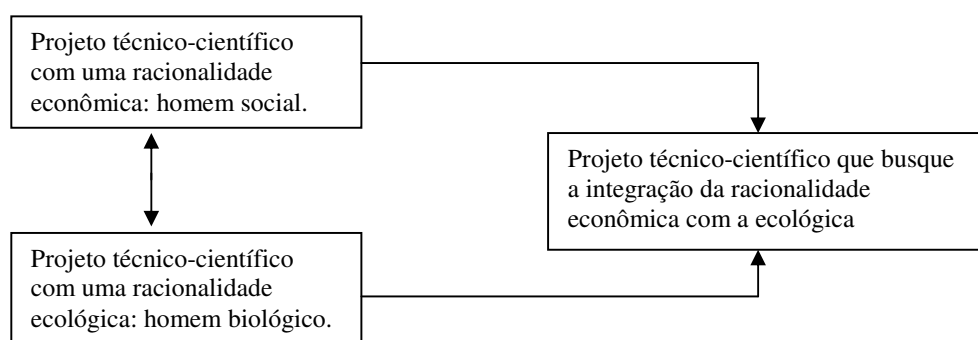 Projeto técnico-científico
com uma racionalidade
econômica: homem social.
Projeto técnico-científico que busque
a integração da racionalidade
econômica com a ecológica
Projeto técnico-científico
com uma racionalidade
ecológica: homem biológico.